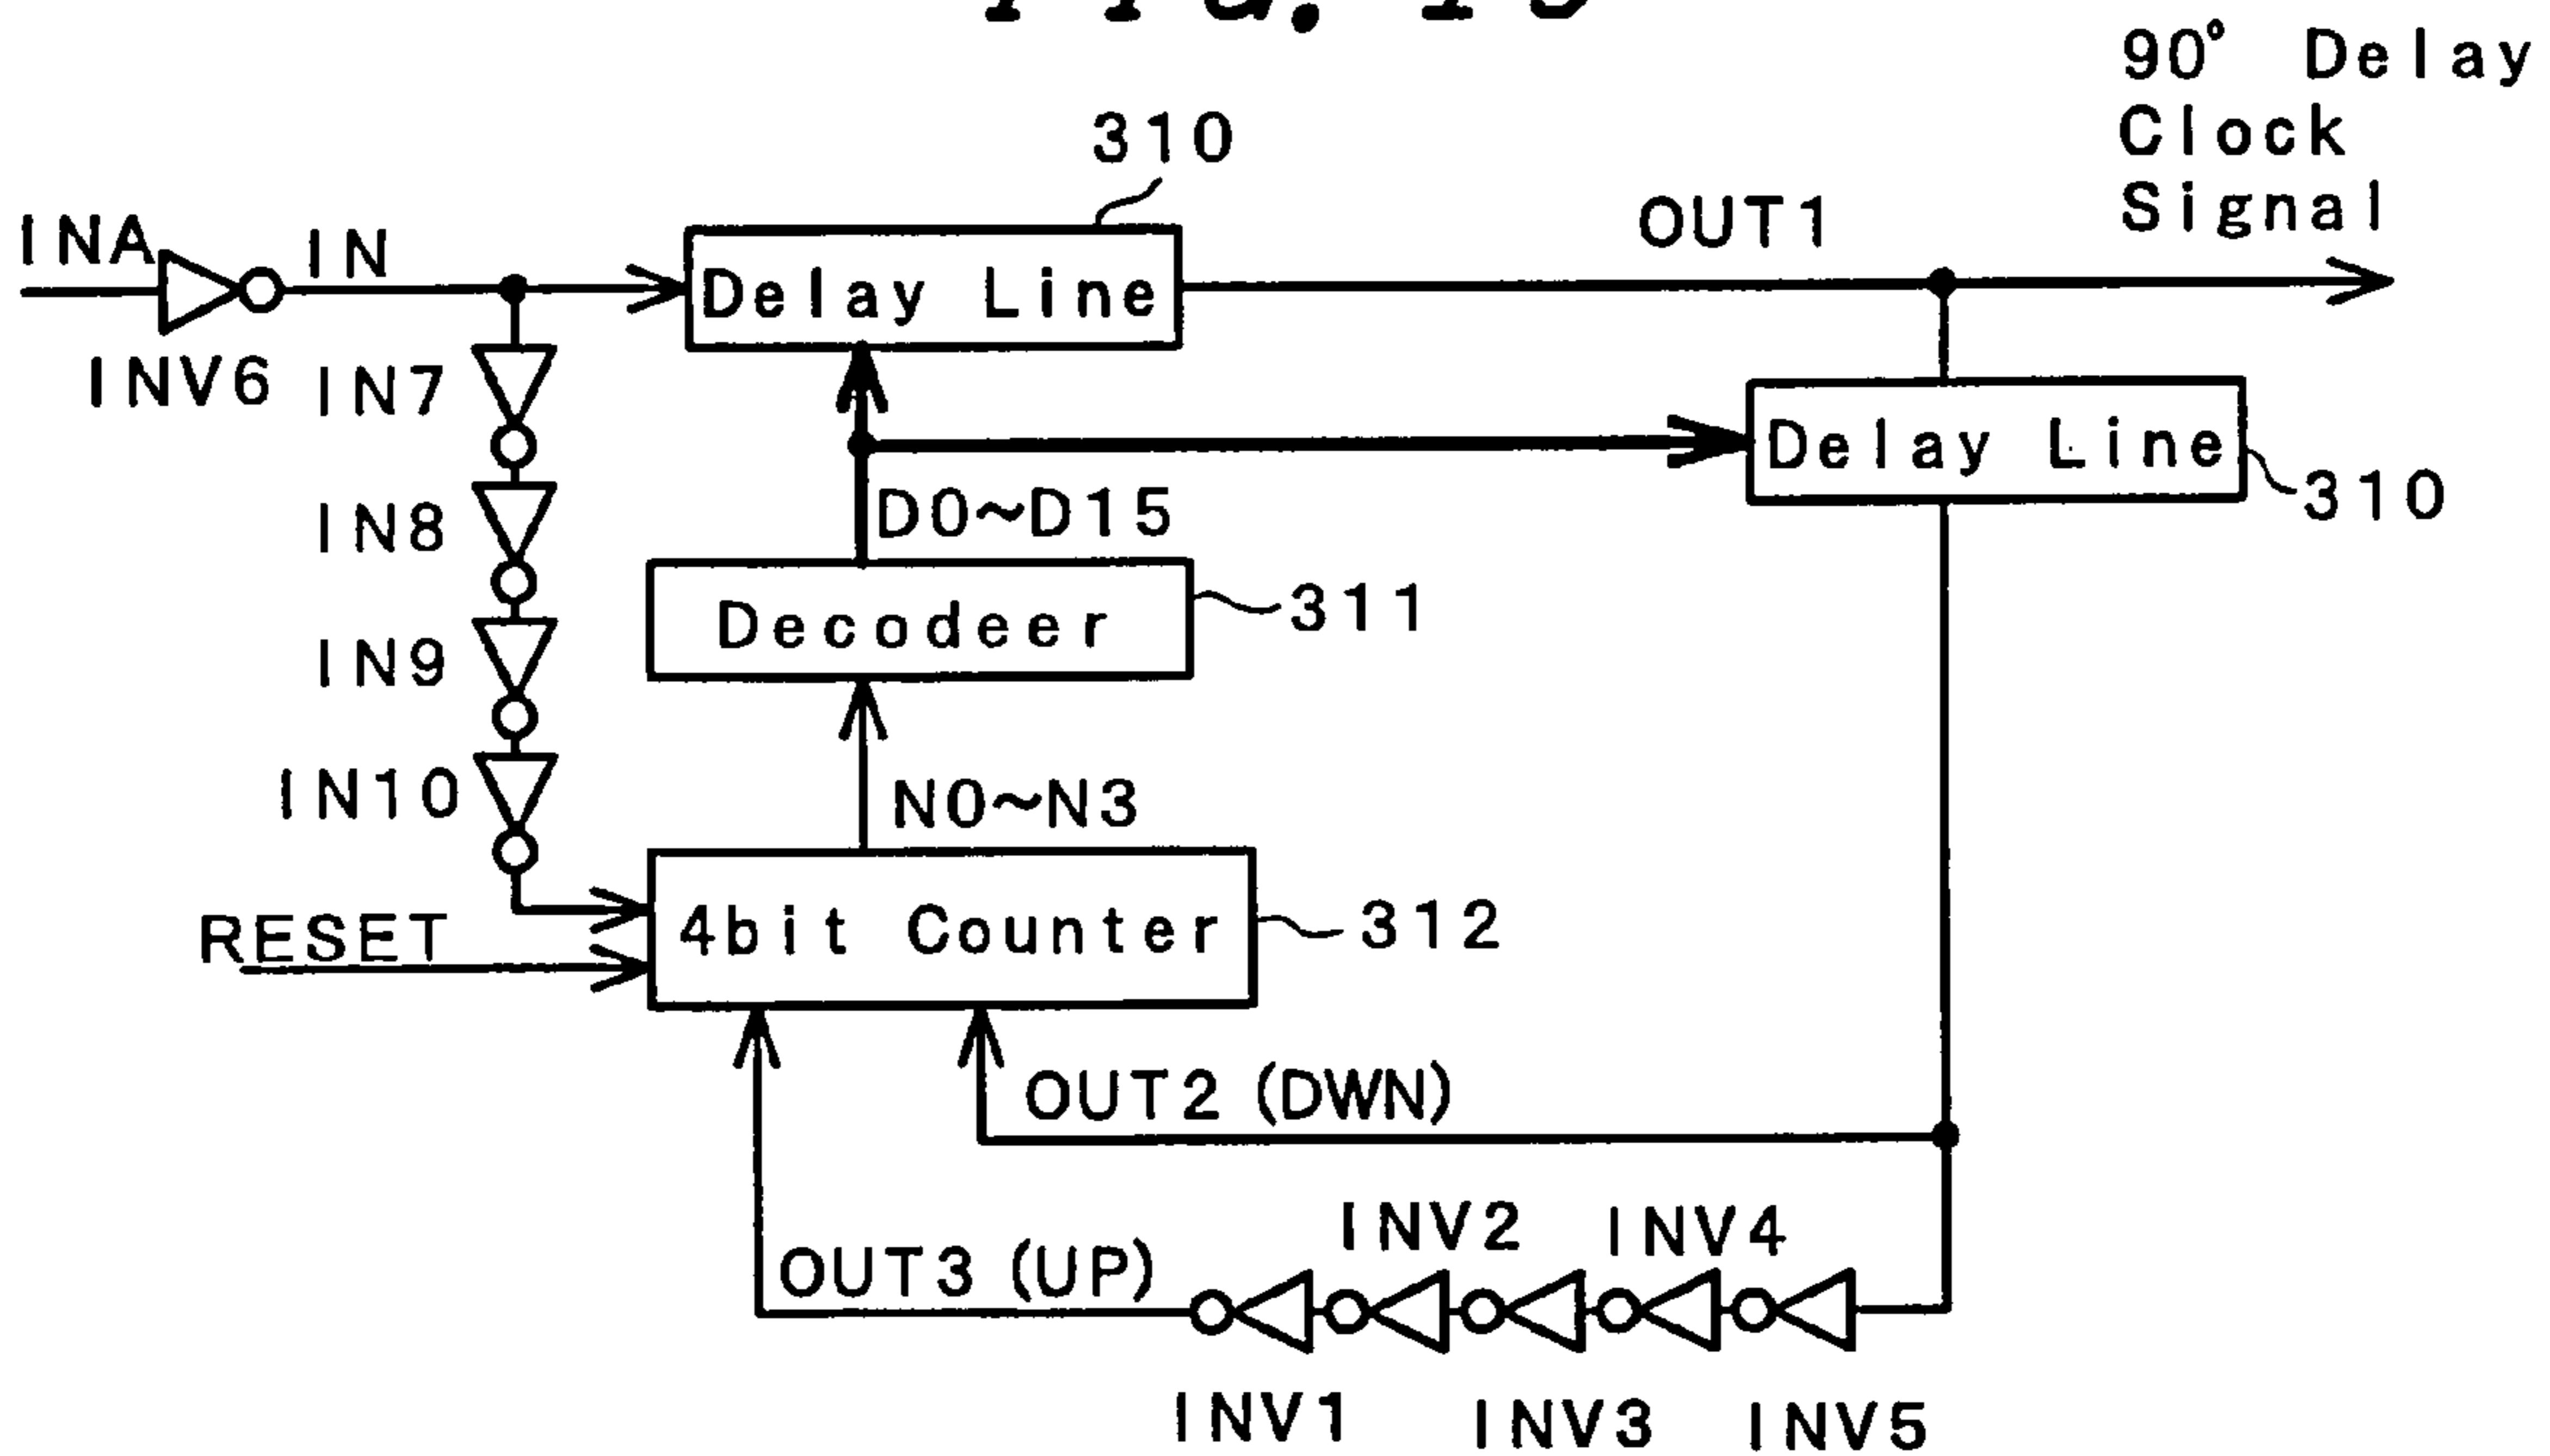 90° Delay
Clock
Signal
310
OUT1
INA
IN
Delay Line
INV6
IN7
Delay Line
310
IN8
D0~D15
Decodeer
311
IN9
IN10
N0~N3
RESET
4bit Counter
312
OUT2 (DWN)
OUT3 (UP)
INV2
INV4
INV1
INV3
INV5